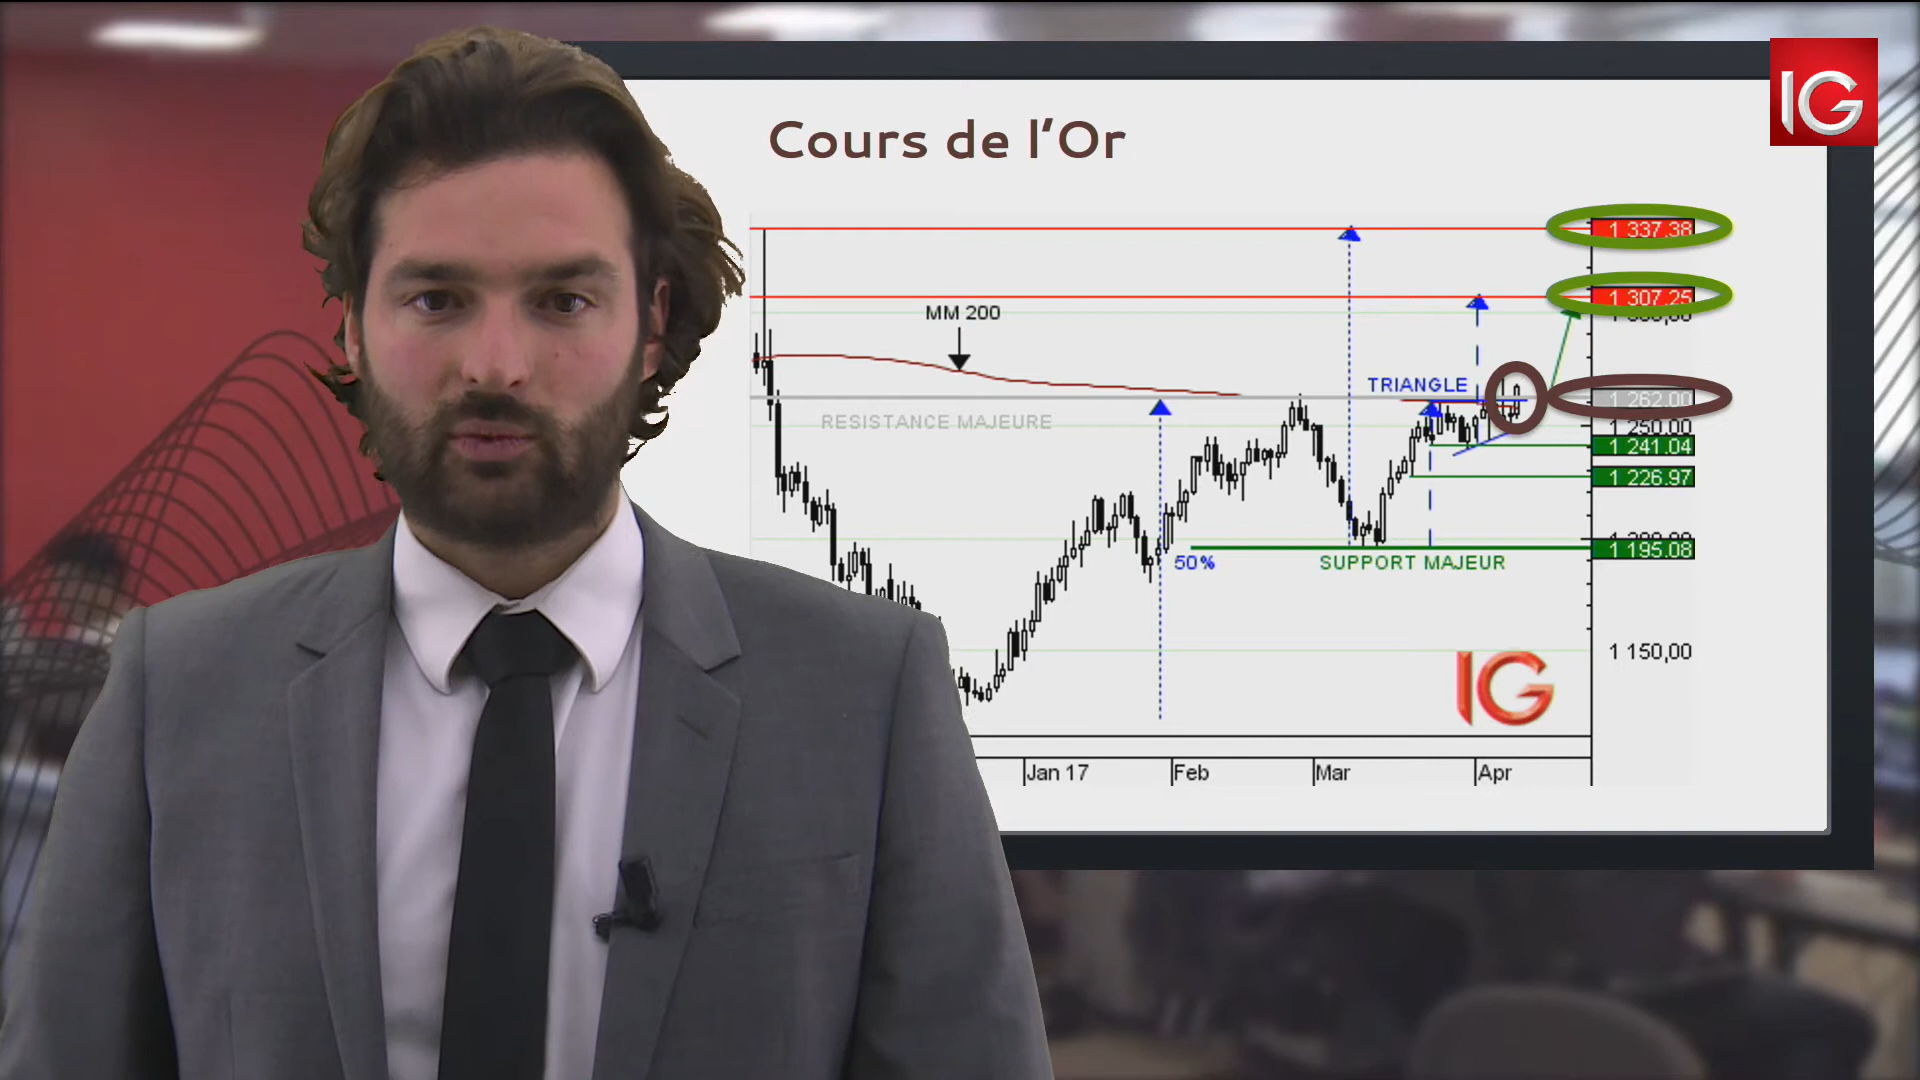 IG
Cours de l'Or
1 337.38
1 307.25
MM 200
TRIANGLE
1 262.00
RESISTANCE MAJEURE
1 250,00
1 241.04
1 226.97
1 195.08
50%
SUPPORT MAJEUR
1 150,00
IG
Jan 17
Feb
Mar
Apr